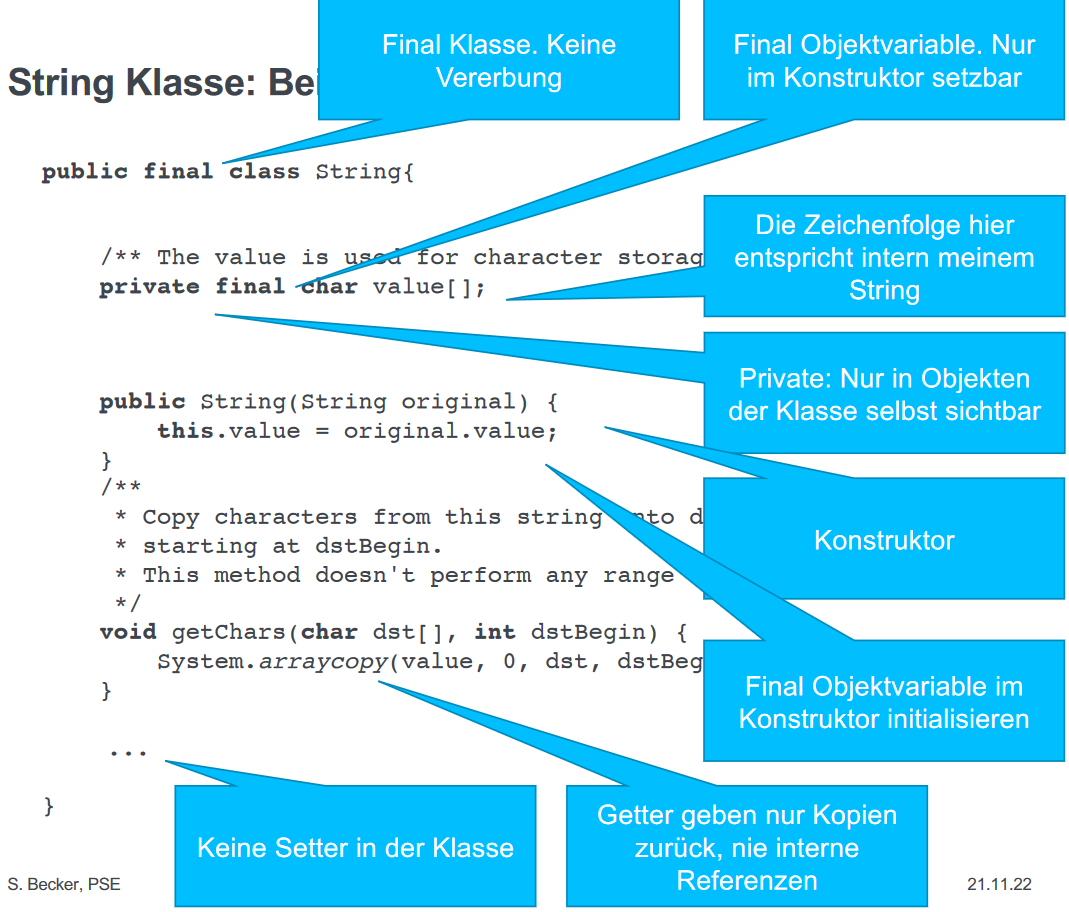 Final Klasse. Keine
Vererbung
Final Objektvariable. Nur
im Konstruktor setzbar
String Klasse: Bei
public final class String{
/** The value is used for character storag
private final char value[];
Die Zeichenfolge hier
entspricht intern meinem
String
Private: Nur in Objekten
der Klasse selbst sichtbar
public String(String original) {
this.value = original.value;
}
/**
* Copy characters from this string into d
* starting at dstBegin.
* This method doesn't perform any range
*/
Konstruktor
void getChars(char dst[], int dstBegin) {
System.arraycopy(value, 0, dst, dstBeg
}
Final Objektvariable im
Konstruktor initialisieren
...
}
Keine Setter in der Klasse
Getter geben nur Kopien
zurück, nie interne
Referenzen
S. Becker, PSE
21.11.22